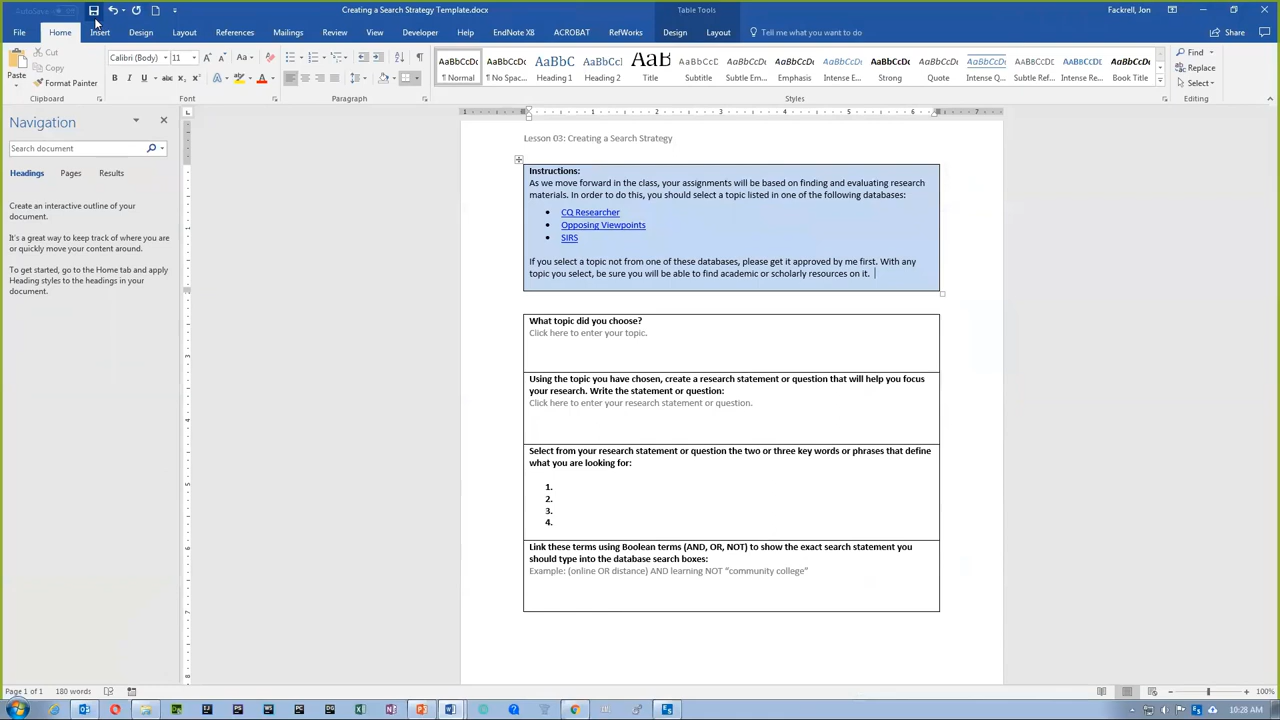 AutoSave
Creating a Search Strategy Template.docx
Table Tools
Fackrell, Jon
File Home Insert Design Layout References Mailings Review View Developer Help EndNote X8 ACROBAT RefWorks Design Layout Tell me what you want to do Share
Paste
Cut
Copy
Format Painter
Clipboard
Calibri (Body) 11
Font
Paragraph
AaBbCcDc AaBbCcDc AaBbC AaBbCcD AaB AaBbCcD AaBbCcDc AaBbCcDc AaBbCcDc AaBbCcDc AaBbCcDc AaBbCcDc AaBbCcDc AaBbCcDc AaBbCcDc
¶ Normal ¶ No Spac... Heading 1 Heading 2 Title Subtitle Subtle Em... Emphasis Intense E... Strong Quote Intense Q... Subtle Ref... Intense Re... Book Title
Styles
Find
Replace
Select
Editing
Navigation
Search document
Headings Pages Results
Create an interactive outline of your
document.
It's a great way to keep track of where you are
or quickly move your content around.
To get started, go to the Home tab and apply
Heading styles to the headings in your
document.
Lesson 03: Creating a Search Strategy
Instructions:
As we move forward in the class, your assignments will be based on finding and evaluating research
materials. In order to do this, you should select a topic listed in one of the following databases:
• CQ Researcher
• Opposing Viewpoints
• SIRS
If you select a topic not from one of these databases, please get it approved by me first. With any
topic you select, be sure you will be able to find academic or scholarly resources on it.
What topic did you choose?
Click here to enter your topic.
Using the topic you have chosen, create a research statement or question that will help you focus
your research. Write the statement or question:
Click here to enter your research statement or question.
Select from your research statement or question the two or three key words or phrases that define
what you are looking for:
1.
2.
3.
4.
Link these terms using Boolean terms (AND, OR, NOT) to show the exact search statement you
should type into the database search boxes:
Example: (online OR distance) AND learning NOT "community college"
Page 1 of 1 180 words
100%
10:28 AM